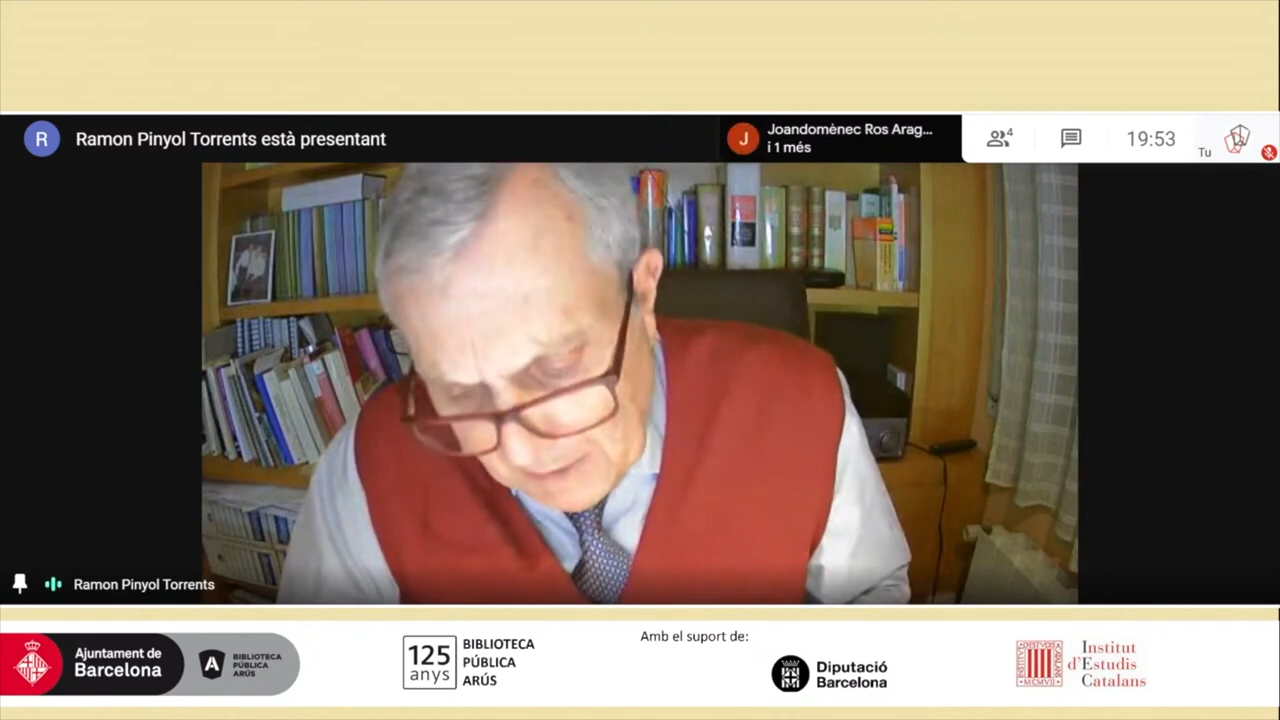 R
Ramon Pinyol Torrents està presentant
J
Joandomènec Ros Arag...
i 1 més
4
19:53
Tu
Ramon Pinyol Torrents
Ajuntament de
Barcelona
A
BIBLIOTECA
PÚBLICA
ARÚS
125
anys
BIBLIOTECA
PÚBLICA
ARÚS
Amb el suport de:
Diputació
Barcelona
Institut
d'Estudis
Catalans